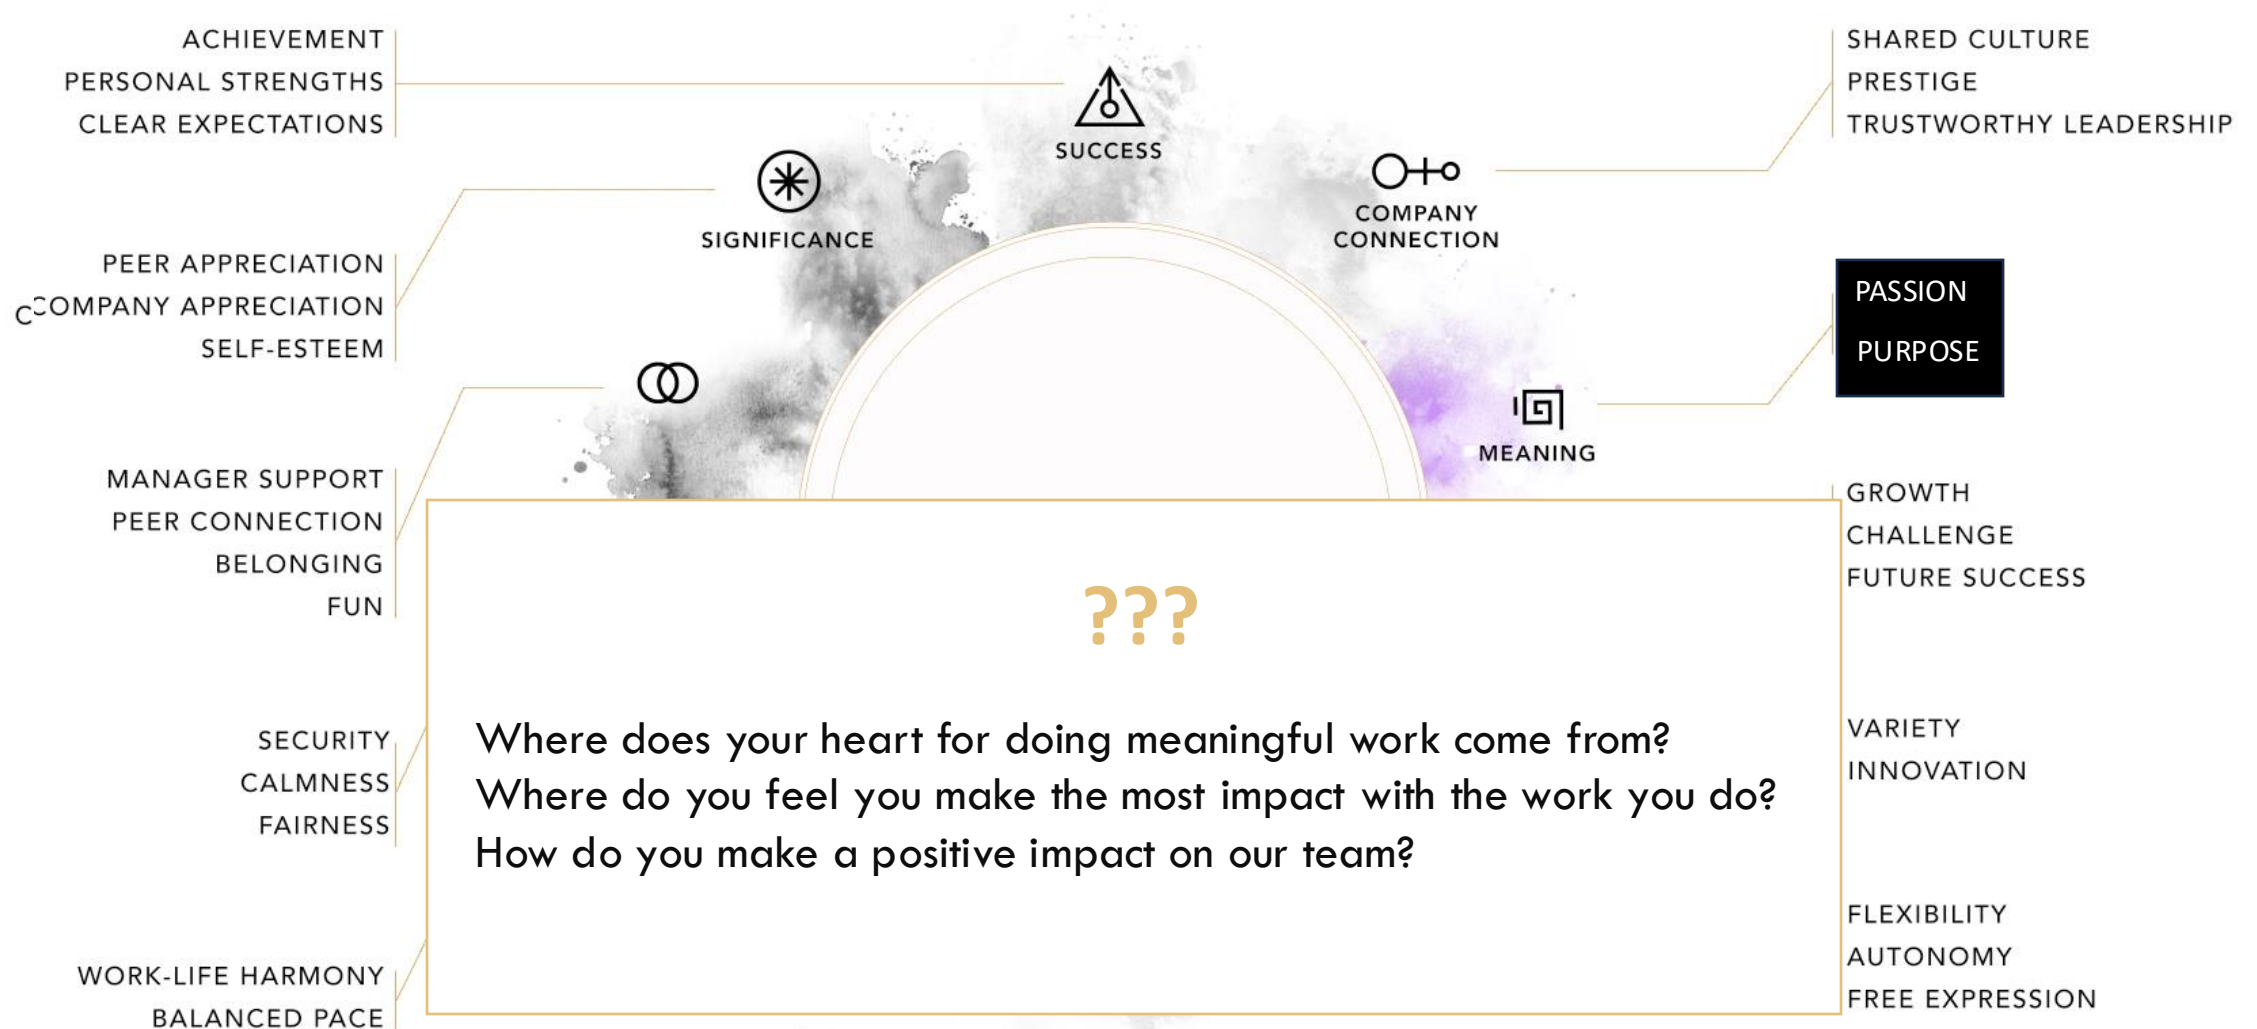 ACHIEVEMENT
PERSONAL STRENGTHS
CLEAR EXPECTATIONS
SUCCESS
SHARED CULTURE
PRESTIGE
TRUSTWORTHY LEADERSHIP
SIGNIFICANCE
COMPANY
CONNECTION
PEER APPRECIATION
COMPANY APPRECIATION
C
SELF-ESTEEM
PASSION
PURPOSE
MEANING
MANAGER SUPPORT
PEER CONNECTION
BELONGING
FUN
GROWTH
CHALLENGE
FUTURE SUCCESS
???
Where does your heart for doing meaningful work come from?
Where do you feel you make the most impact with the work you do?
How do you make a positive impact on our team?
SECURITY
CALMNESS
FAIRNESS
VARIETY
INNOVATION
WORK-LIFE HARMONY
BALANCED PACE
FLEXIBILITY
AUTONOMY
FREE EXPRESSION